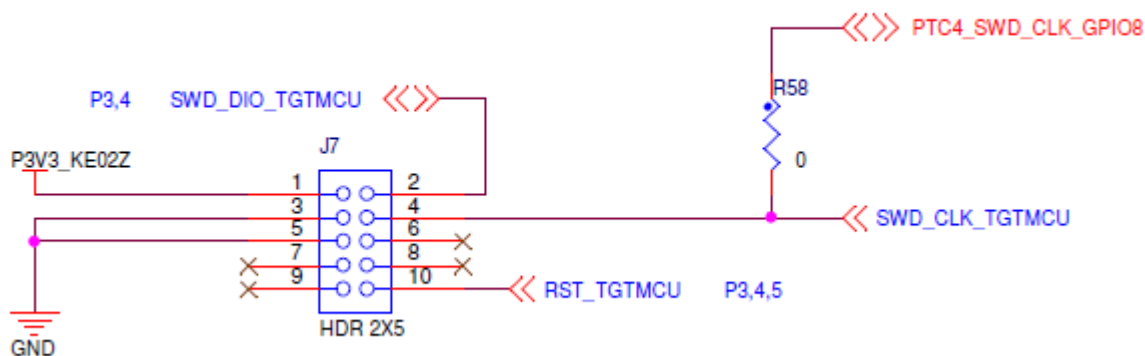 PTC4_SWD_CLK_GPIO8
R58
P3,4 SWD_DIO_TGTMCU
J7
P3V3_KE02Z
0
1 2
3 4
SWD_CLK_TGTMCU
5 6
7 8
9 10
RST_TGTMCU P3,4,5
HDR 2X5
GND